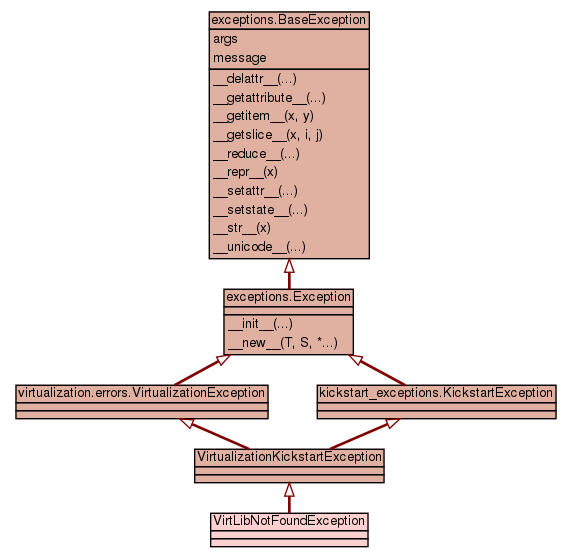 exceptions.BaseException
args
message
__delattr__(...)
__getattribute__(...)
__getitem__(x, y)
__getslice__(x, i, j)
__reduce__(...)
__repr__(x)
__setattr__(...)
__setstate__(...)
__str__(x)
__unicode__(...)
exceptions.Exception
__init__(...)
__new__(T, S, *...)
virtualization.errors.VirtualizationException
kickstart_exceptions.KickstartException
VirtualizationKickstartException
VirtLibNotFoundException